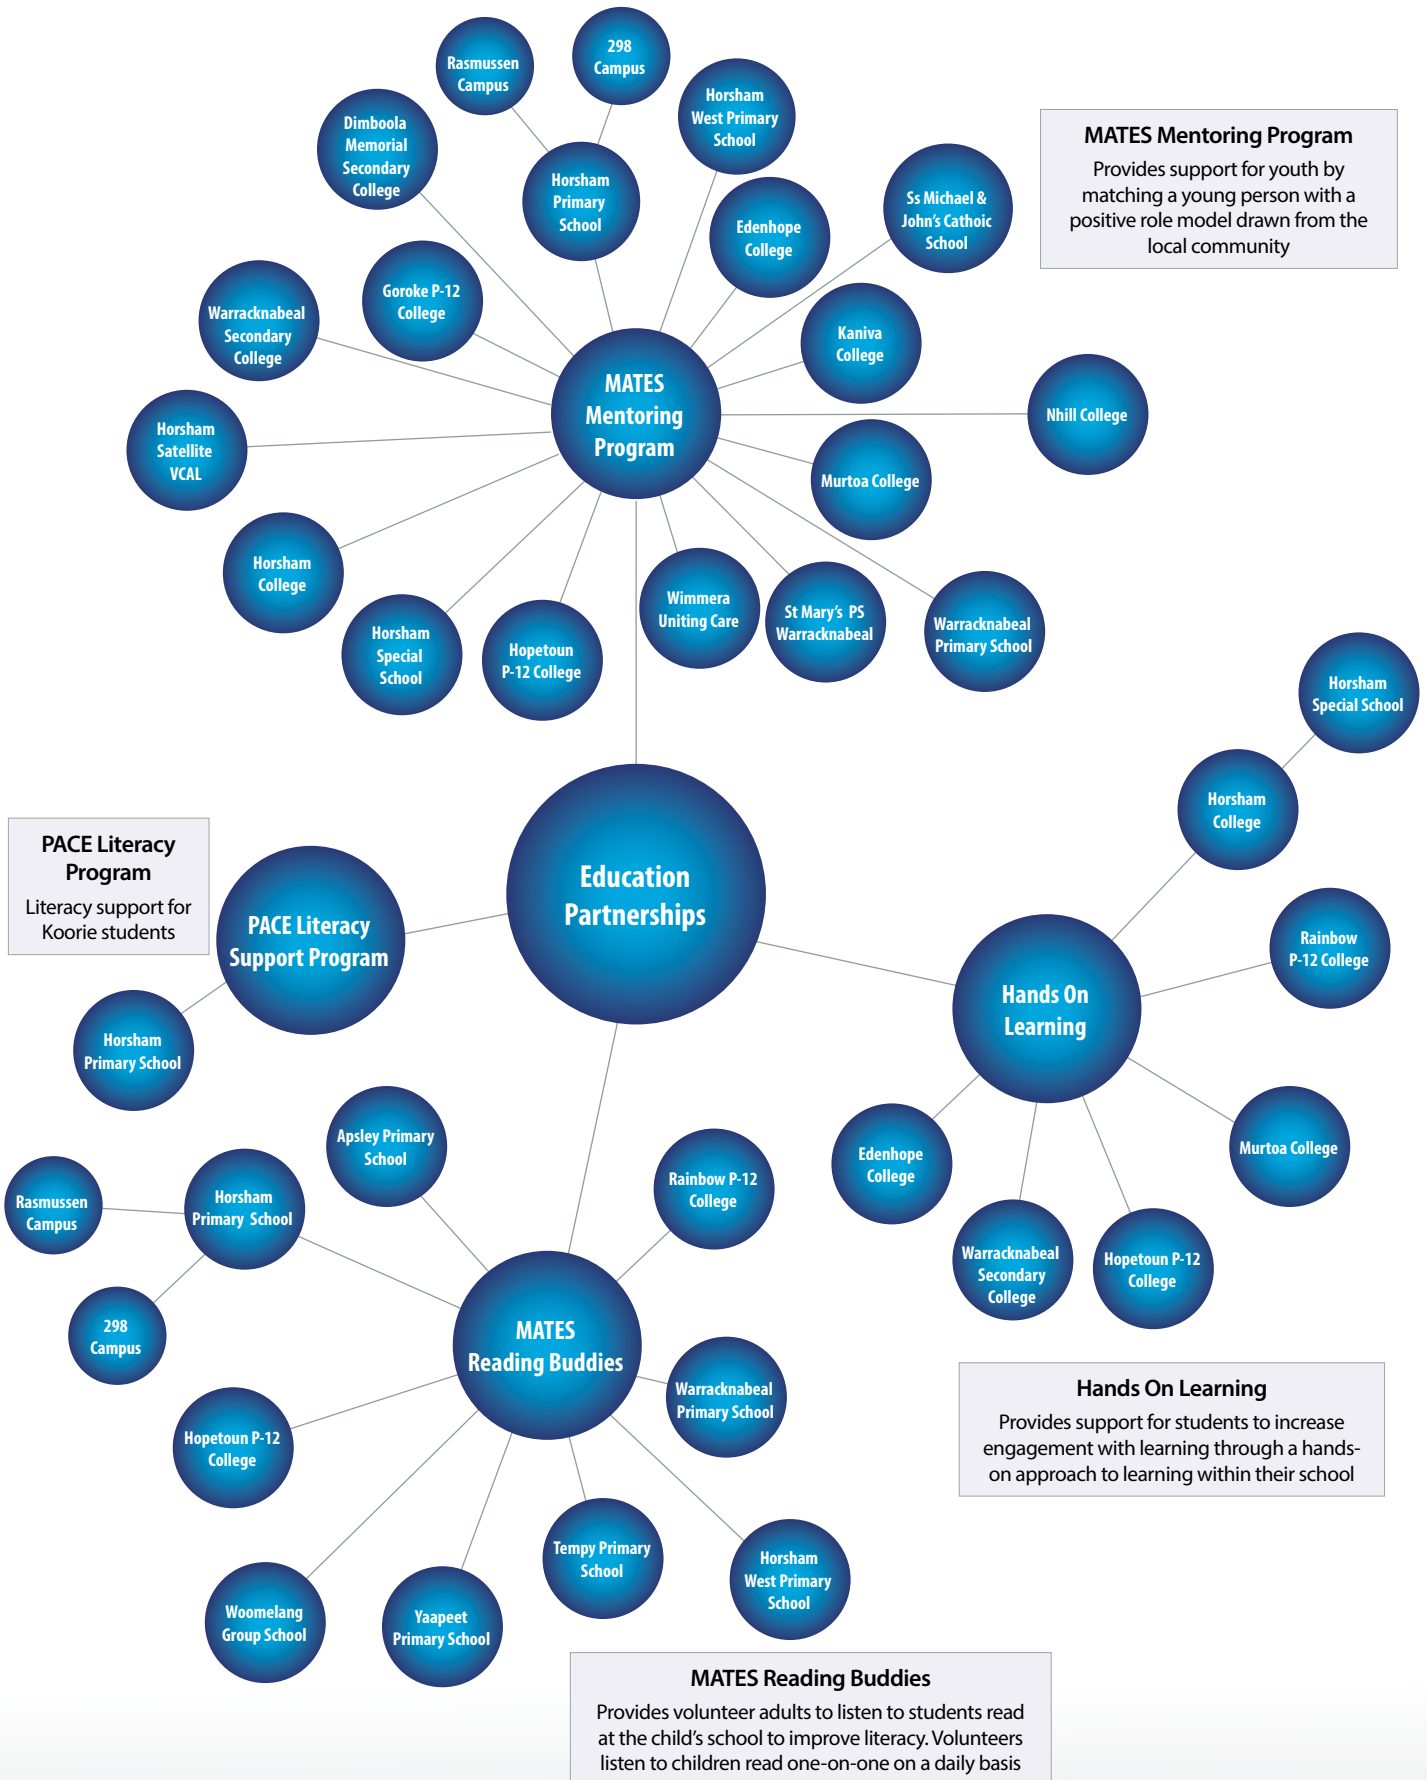 298
Campus
Rasmussen
Campus
Horsham
West Primary
School
Dimboola
Memorial
Secondary
College
MATES Mentoring Program
Provides support for youth by
matching a young person with a
positive role model drawn from the
local community
Horsham
Primary
School
Ss Michael &
John's Cathoic
School
Edenhope
College
Goroke P-12
College
Warracknabeal
Secondary
College
Kaniva
College
MATES
Mentoring
Program
Nhill College
Horsham
Satellite
VCAL
Murtoa College
Horsham
College
Wimmera
Uniting Care
St Mary's  PS
Warracknabeal
Warracknabeal
Primary School
Horsham
Special
School
Hopetoun
P-12 College
Horsham
Special School
Horsham
College
PACE Literacy
Program
Literacy support for
Koorie students
Education
Partnerships
PACE Literacy
Support Program
Rainbow
P-12 College
Hands On
Learning
Horsham
Primary School
Apsley Primary
School
Murtoa College
Edenhope
College
Rainbow P-12
College
Horsham
Primary  School
Rasmussen
Campus
Warracknabeal
Secondary
College
Hopetoun P-12
College
298
Campus
MATES
Reading Buddies
Warracknabeal
Primary School
Hands On Learning
Provides support for students to increase
engagement with learning through a hands-
on approach to learning within their school
Hopetoun P-12
College
Tempy Primary
School
Horsham
West Primary
School
Woomelang
Group School
Yaapeet
Primary School
MATES Reading Buddies
Provides volunteer adults to listen to students read
at the child's school to improve literacy. Volunteers
listen to children read one-on-one on a daily basis